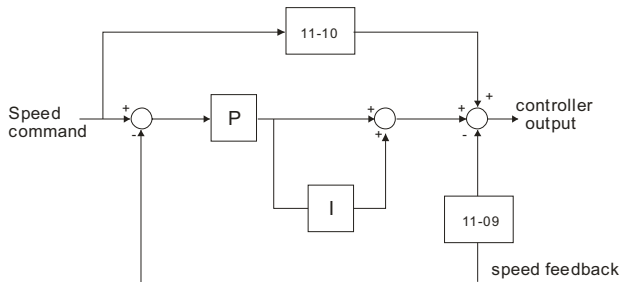 11-10
+
Speed
command
+
-
P
+
+
I
+
+
-
controller
output
11-09
speed feedback